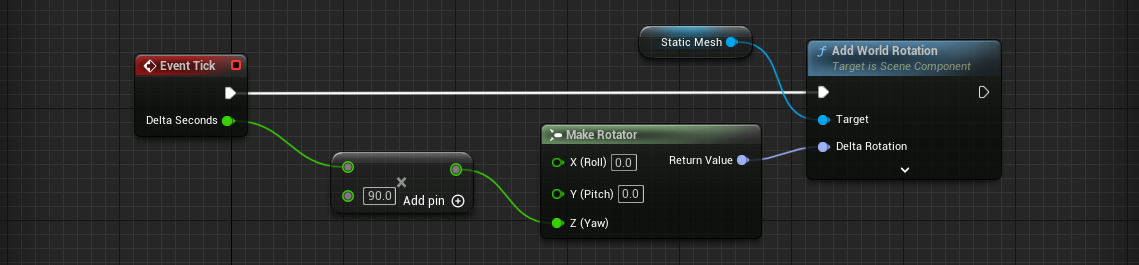 Static Mesh
Add World Rotation
Target is Scene Component
Event Tick
Delta Seconds
Target
Make Rotator
Delta Rotation
X (Roll) 0.0
Return Value
90.0
Add pin
Y (Pitch) 0.0
Z (Yaw)